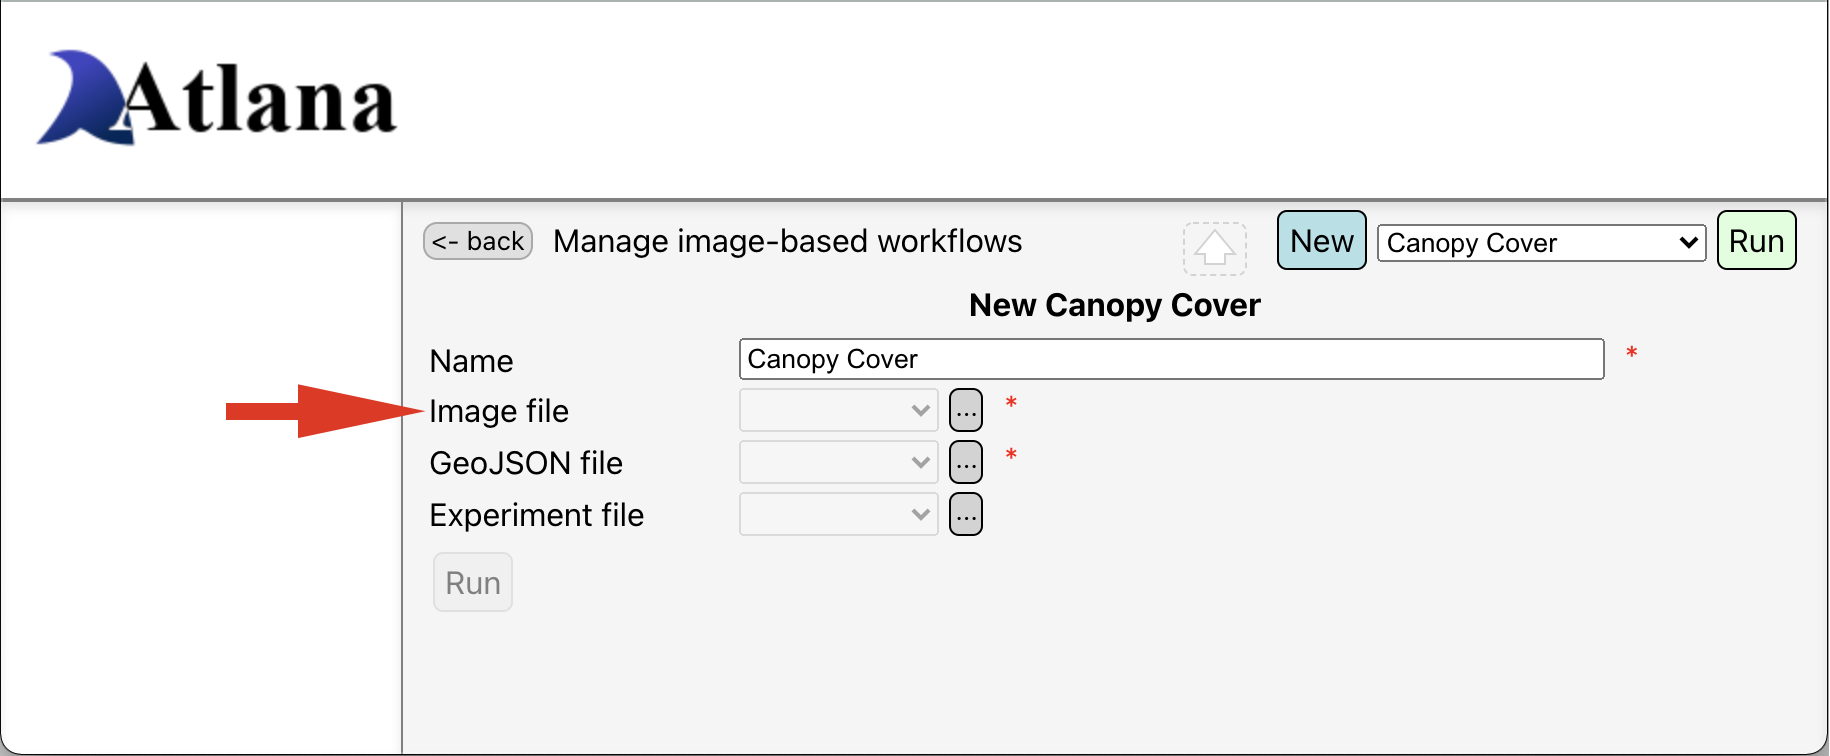 Atlana
<- back Manage image-based workflows New Canopy Cover Run
New Canopy Cover
Name Canopy Cover *
Image file ... *
GeoJSON file ... *
Experiment file ...
Run